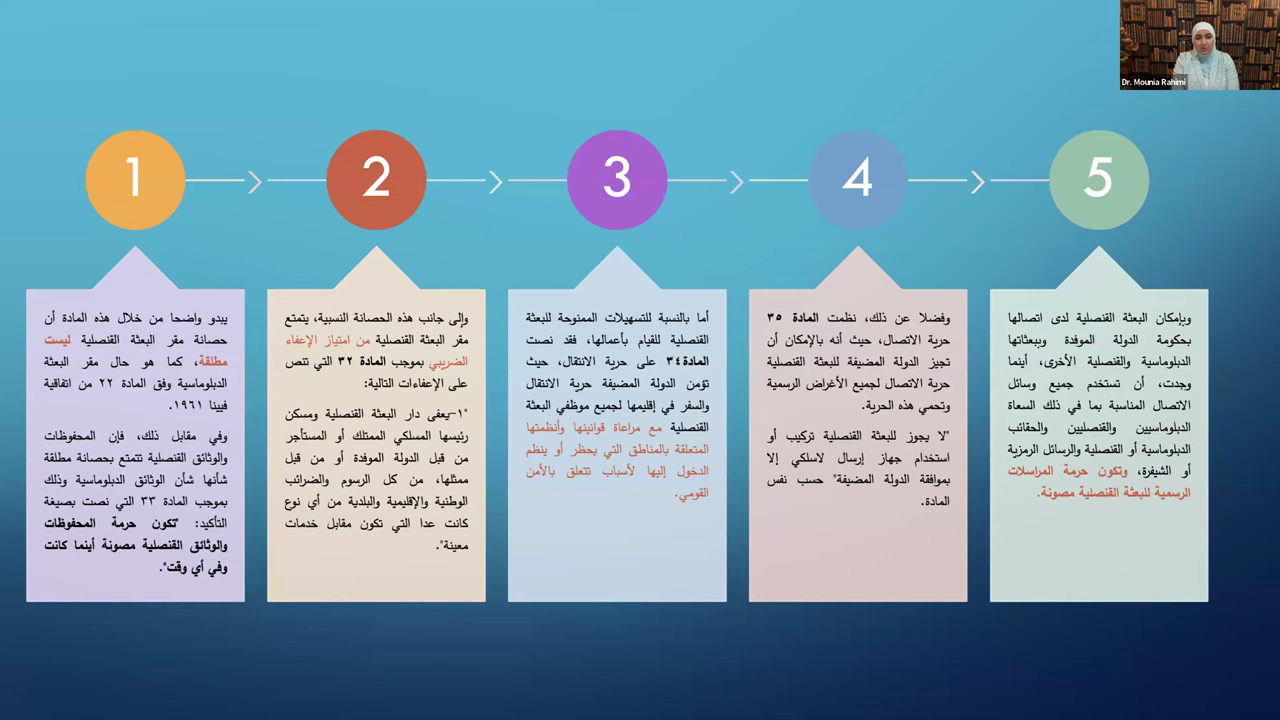 Dr. Mounia Rahimi
1
2
3
4
5
يبدو واضحا من خلال هذه المادة أن
حصانة مقر البعثة القنصلية ليست
مطلقة، كما هو حال مقر البعثة
الدبلوماسية وفق المادة ٢٢ من اتفاقية
فيينا ١٩٦١.
وفي مقابل ذلك، فإن المحفوظات
والوثائق القنصلية تتمتع بحصانة مطلقة
شأنها شأن الوثائق الدبلوماسية وذلك
بموجب المادة ٣٣ التي نصت بصيغة
التأكيد: "تكون حرمة المحفوظات
والوثائق القنصلية مصونة أينما كانت
وفي أي وقت".
وإلى جانب هذه الحصانة النسبية، يتمتع
مقر البعثة القنصلية من امتياز الإعفاء
الضريبي بموجب المادة ٣٢ التي تنص
على الإعفاءات التالية:
"١-يعفى دار البعثة القنصلية ومسكن
رئيسها المسلكي الممتلك أو المستأجر
من قبل الدولة الموفدة أو من قبل
ممثلها، من كل الرسوم والضرائب
الوطنية والإقليمية والبلدية من أي نوع
كانت عدا التي تكون مقابل خدمات
معينة".
أما بالنسبة للتسهيلات الممنوحة للبعثة
القنصلية للقيام بأعمالها، فقد نصت
المادة٣٤ على حرية الانتقال، حيث
تؤمن الدولة المضيفة حرية الانتقال
والسفر في إقليمها لجميع موظفي البعثة
القنصلية مع مراعاة قوانينها وأنظمتها
المتعلقة بالمناطق التي يحظر أو ينظم
الدخول إليها لأسباب تتعلق بالأمن
القومي.
وفضلا عن ذلك، نظمت المادة ٣٥
حرية الاتصال، حيث أنه بالإمكان أن
تجيز الدولة المضيفة للبعثة القنصلية
حرية الاتصال لجميع الأغراض الرسمية
وتحمي هذه الحرية.
"لا يجوز للبعثة القنصلية تركيب أو
استخدام جهاز إرسال لاسلكي إلا
بموافقة الدولة المضيفة" حسب نفس
المادة.
وبإمكان البعثة القنصلية لدى اتصالها
بحكومة الدولة الموفدة وببعثاتها
الدبلوماسية والقنصلية الأخرى، أينما
وجدت، أن تستخدم جميع وسائل
الاتصال المناسبة بما في ذلك السعاة
الدبلوماسيين والقنصليين والحقائب
الدبلوماسية أو القنصلية والرسائل الرمزية
أو الشيفرة، وتكون حرمة المراسلات
الرسمية للبعثة القنصلية مصونة.